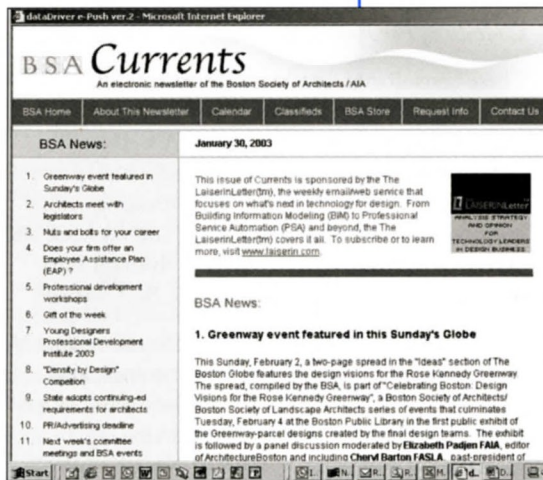 dataDriver e-Push ver.2 - Microsoft Internet Explorer
BSA Currents
An electronic newsletter of the Boston Society of Architects / AIA
BSA Home About This Newsletter Calendar Classifieds BSA Store Request Info Contact Us
BSA News:
1. Greenway event featured in
Sunday's Globe
2. Architects meet with
legislators
3. Nuts and bolts for your career
4. Does your firm offer an
Employee Assistance Plan
(EAP) ?
5. Professional development
workshops
6. Gift of the week
7. Young Designers
Professional Development
Institute 2003
8. "Density by Design"
Competition
9. State adopts continuing-ed
requirements for architects
10. PR/Advertising deadline
11. Next week's committee
meetings and BSA events
January 30, 2003
This issue of Currents is sponsored by the The
LaiserinLetter(tm), the weekly email/web service that
focuses on what's next in technology for design. From
Building Information Modeling (BIM) to Professional
Service Automation (PSA) and beyond, the The
LaiserinLetter(tm) covers it all. To subscribe or to learn
more, visit www.laiserin.com.
LAISERINLetter
ANALYSIS STRATEGY
AND OPINION
FOR
TECHNOLOGY LEADERS
IN DESIGN BUSINESS
BSA News:
1. Greenway event featured in this Sunday's Globe
This Sunday, February 2, a two-page spread in the "Ideas" section of The
Boston Globe features the design visions for the Rose Kennedy Greenway.
The spread, compiled by the BSA, is part of "Celebrating Boston: Design
Visions for the Rose Kennedy Greenway", a Boston Society of Architects/
Boston Society of Landscape Architects series of events that culminates
Tuesday, February 4 at the Boston Public Library in the first public exhibit of
the Greenway-parcel designs created by the final design teams. The exhibit
is followed by a panel discussion moderated by Elizabeth Padjen FAIA, editor
of ArchitectureBoston and including Cheryl Barton FASLA, past-president of
Start